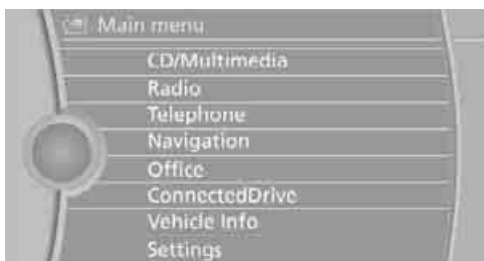 Main menu
CD/Multimedia
Radio
Telephone
Navigation
Office
ConnectedDrive
Vehicle Info
Settings